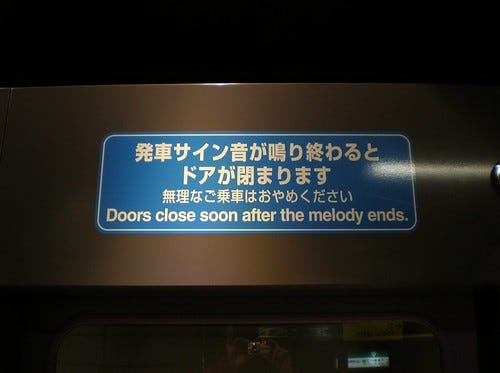 発車サイン音が鳴り終わると
ドアが閉まります
無理なご乗車はおやめください
Doors close soon after the melody ends.